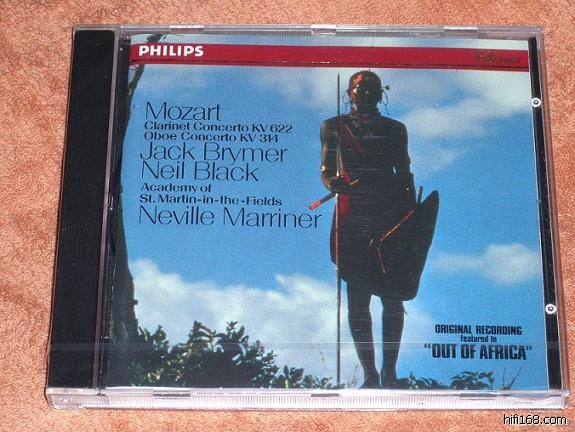 PHILIPS
Classics
Mozart
Clarinet Concerto KV 622
Oboe Concerto KV 314
Jack Brymer
Neil Black
Academy of
St. Martin-in-the-Fields
Neville Marriner
ORIGINAL RECORDING
featured in
"OUT OF AFRICA"
hifi168.com